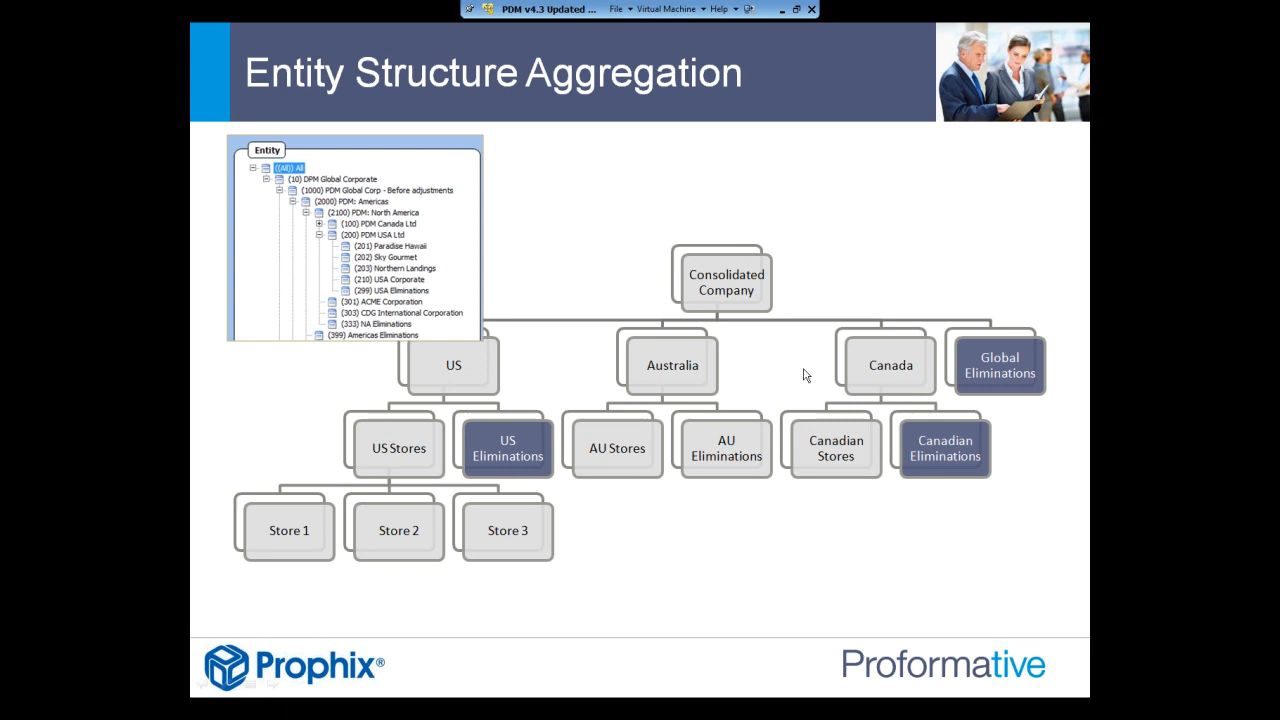 PDM v4.3 Updated ... File Virtual Machine Help
Entity Structure Aggregation
Entity
((All)) All
(10) DPM Global Corporate
(1000) PDM Global Corp - Before adjustments
(2000) PDM: Americas
(2100) PDM: North America
(100) PDM Canada Ltd
(200) PDM USA Ltd
(201) Paradise Hawaii
(202) Sky Gourmet
(203) Northern Landings
(210) USA Corporate
(299) USA Eliminations
(301) ACME Corporation
(303) CDG International Corporation
(333) NA Eliminations
(399) Americas Eliminations
Consolidated
Company
US
Australia
Canada
Global
Eliminations
US Stores
US
Eliminations
AU Stores
AU
Eliminations
Canadian
Stores
Canadian
Eliminations
Store 1
Store 2
Store 3
Prophix®
Proformative